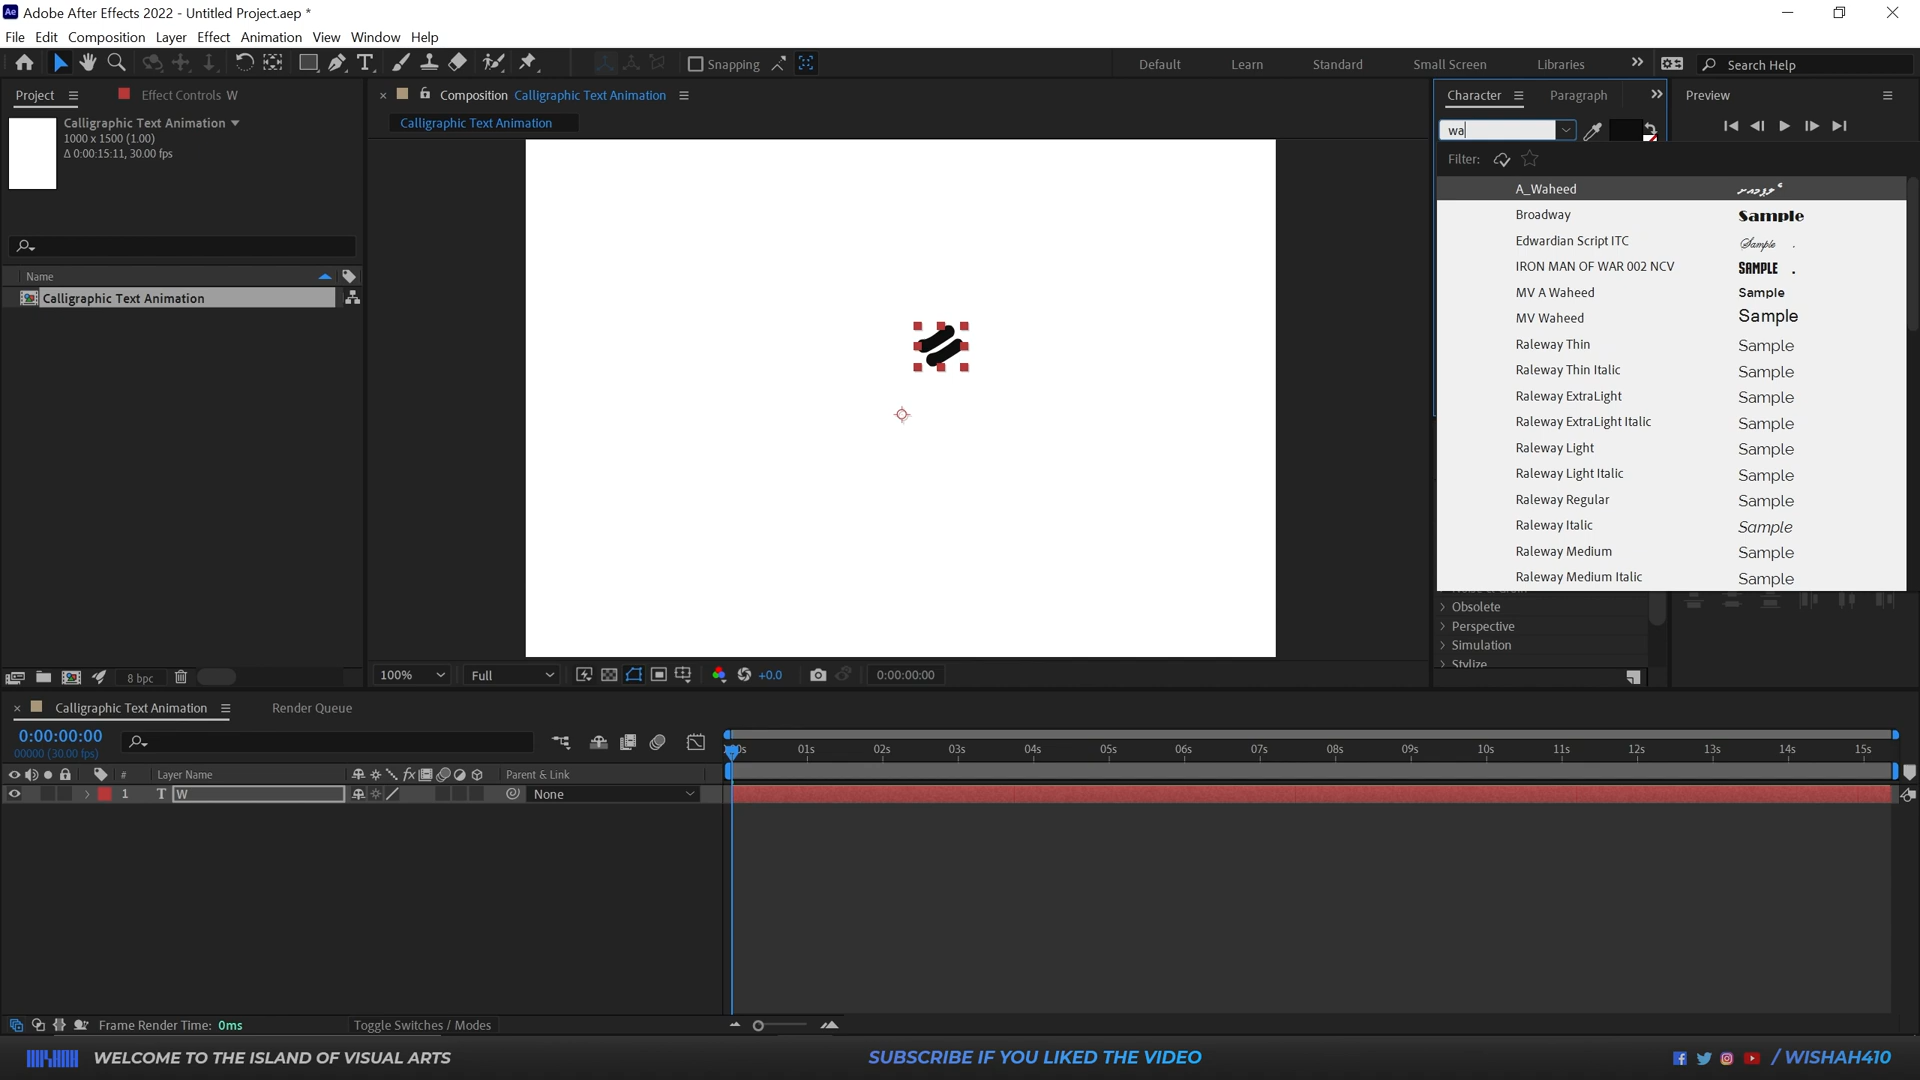 Ae Adobe After Effects 2022 - Untitled Project.aep *
File Edit Composition Layer Effect Animation View Window Help
Snapping
Default Learn Standard Small Screen Libraries
Search Help
Project
Effect Controls W
Calligraphic Text Animation
1000 x 1500 (1.00)
Δ 0:00:15:11, 30.00 fps
Name
Calligraphic Text Animation
8 bpc
Composition Calligraphic Text Animation
Calligraphic Text Animation
100%
Full
+0.0
0:00:00:00
Character Paragraph
wa
Filter:
A_Waheed
Broadway Sample
Edwardian Script ITC Sample
IRON MAN OF WAR 002 NCV SAMPLE
MV A Waheed Sample
MV Waheed Sample
Raleway Thin Sample
Raleway Thin Italic Sample
Raleway ExtraLight Sample
Raleway ExtraLight Italic Sample
Raleway Light Sample
Raleway Light Italic Sample
Raleway Regular Sample
Raleway Italic Sample
Raleway Medium Sample
Raleway Medium Italic Sample
Obsolete
Perspective
Simulation
Stylize
Preview
Calligraphic Text Animation
Render Queue
0:00:00:00
00000 (30.00 fps)
# Layer Name Parent & Link
1 T W None
01s 02s 03s 04s 05s 06s 07s 08s 09s 10s 11s 12s 13s 14s 15s
Frame Render Time: 0ms
Toggle Switches / Modes
WELCOME TO THE ISLAND OF VISUAL ARTS
SUBSCRIBE IF YOU LIKED THE VIDEO
/ WISHAH410